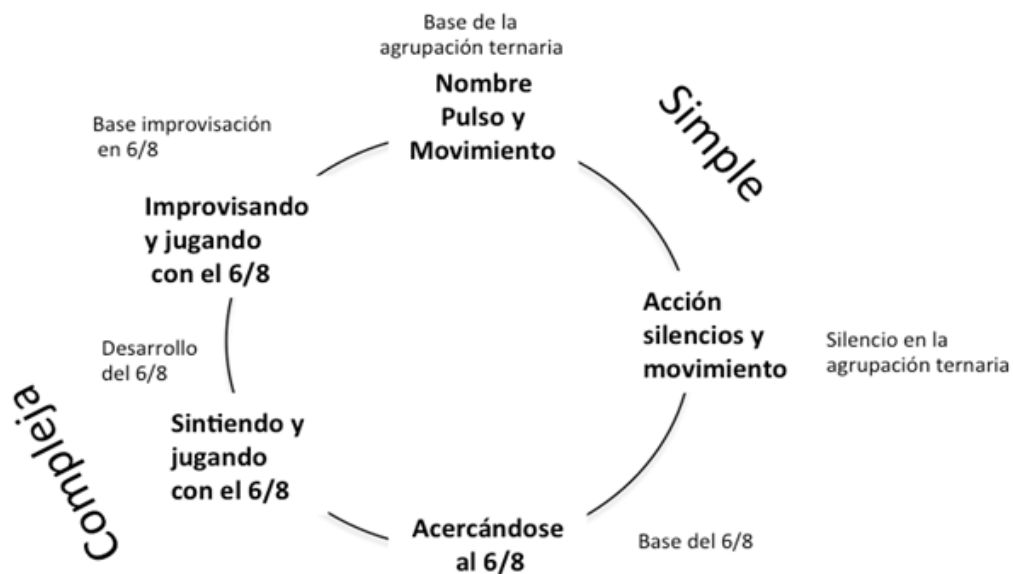 Base de la
agrupación ternaria
Nombre
Pulso y
Movimiento
Simple
Base improvisación
en 6/8
Improvisando
y jugando
con el 6/8
Acción
silencios y
movimiento
Silencio en la
agrupación ternaria
Desarrollo
del 6/8
Sintiendo y
jugando
con el 6/8
Compleja
Acercándose
al 6/8
Base del 6/8